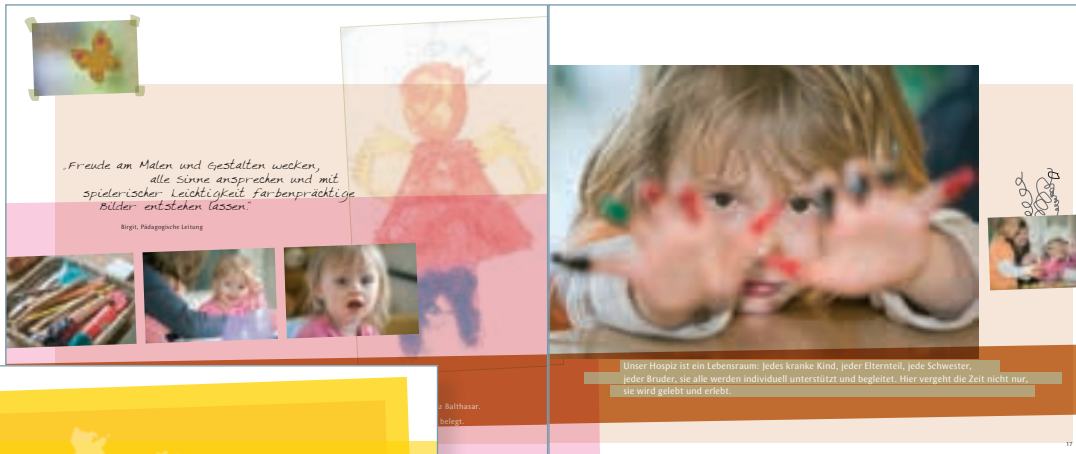 „Freude am Malen und Gestalten wecken,
alle Sinne ansprechen und mit
spielerischer Leichtigkeit farbenprächtige
Bilder entstehen lassen."
Birgit, Pädagogische Leitung
Balthasar.
belegt.
Unser Hospiz ist ein Lebensraum: Jedes kranke Kind, jeder Elternteil, jede Schwester,
jeder Bruder, sie alle werden individuell unterstützt und begleitet. Hier vergeht die Zeit nicht nur,
sie wird gelebt und erlebt.
17